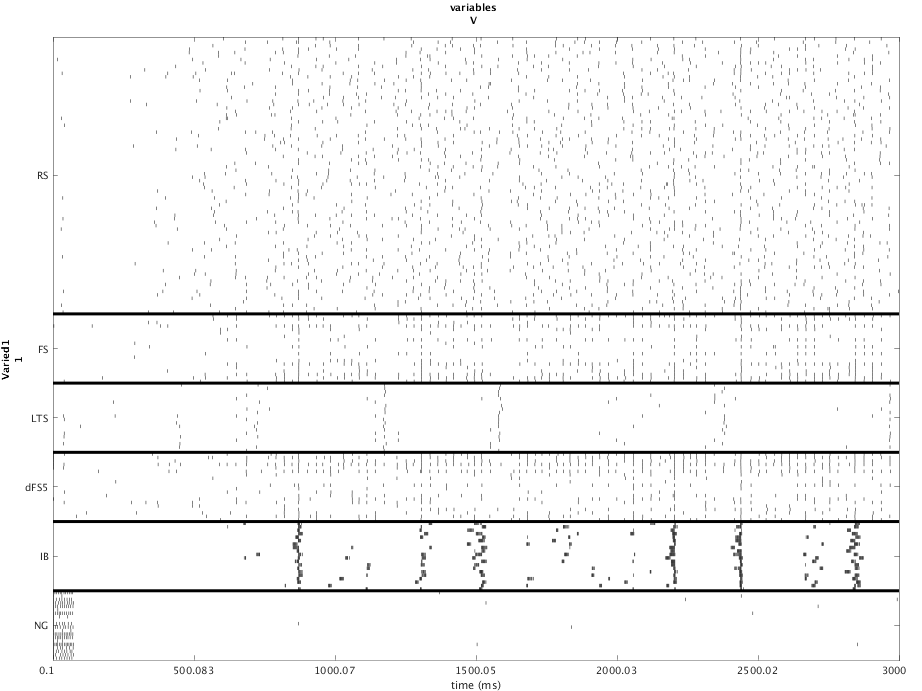 variables
V
RS
FS
LTS
dFS5
IB
NG
Varied1
1
0.1 500.083 1000.07 1500.05 2000.03 2500.02 3000
time (ms)